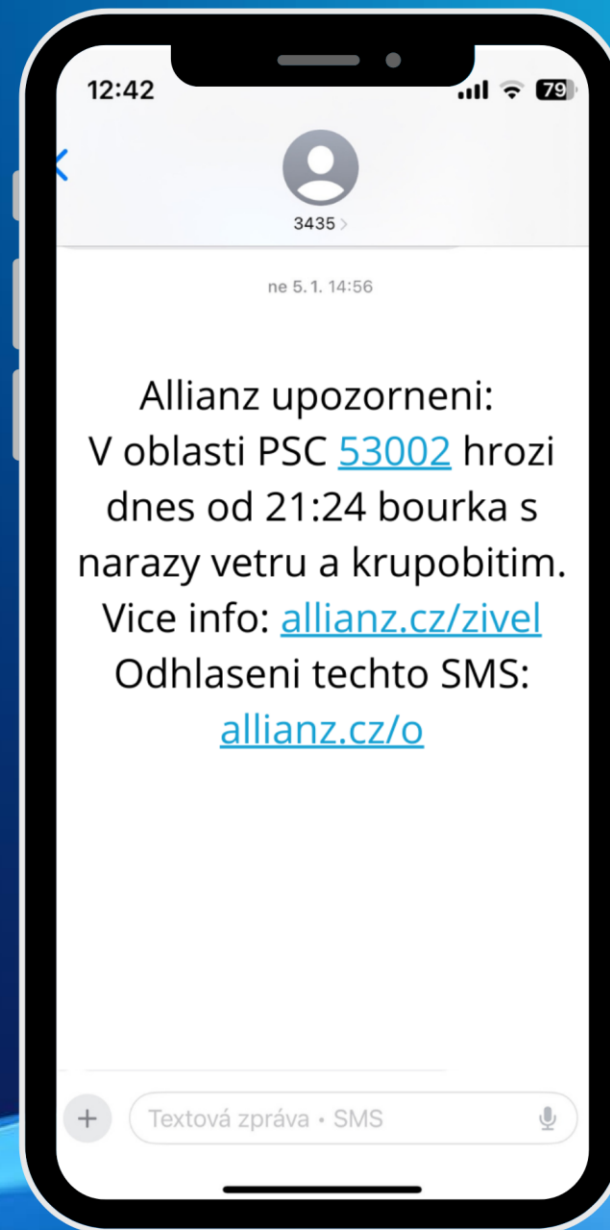 12:42
79
3435 >
ne 5. 1. 14:56
Allianz upozorneni:
V oblasti PSC 53002 hrozi
dnes od 21:24 bourka s
narazy vetru a krupobitim.
Vice info: allianz.cz/zivel
Odhlaseni techto SMS:
allianz.cz/o
+
Textová zpráva • SMS